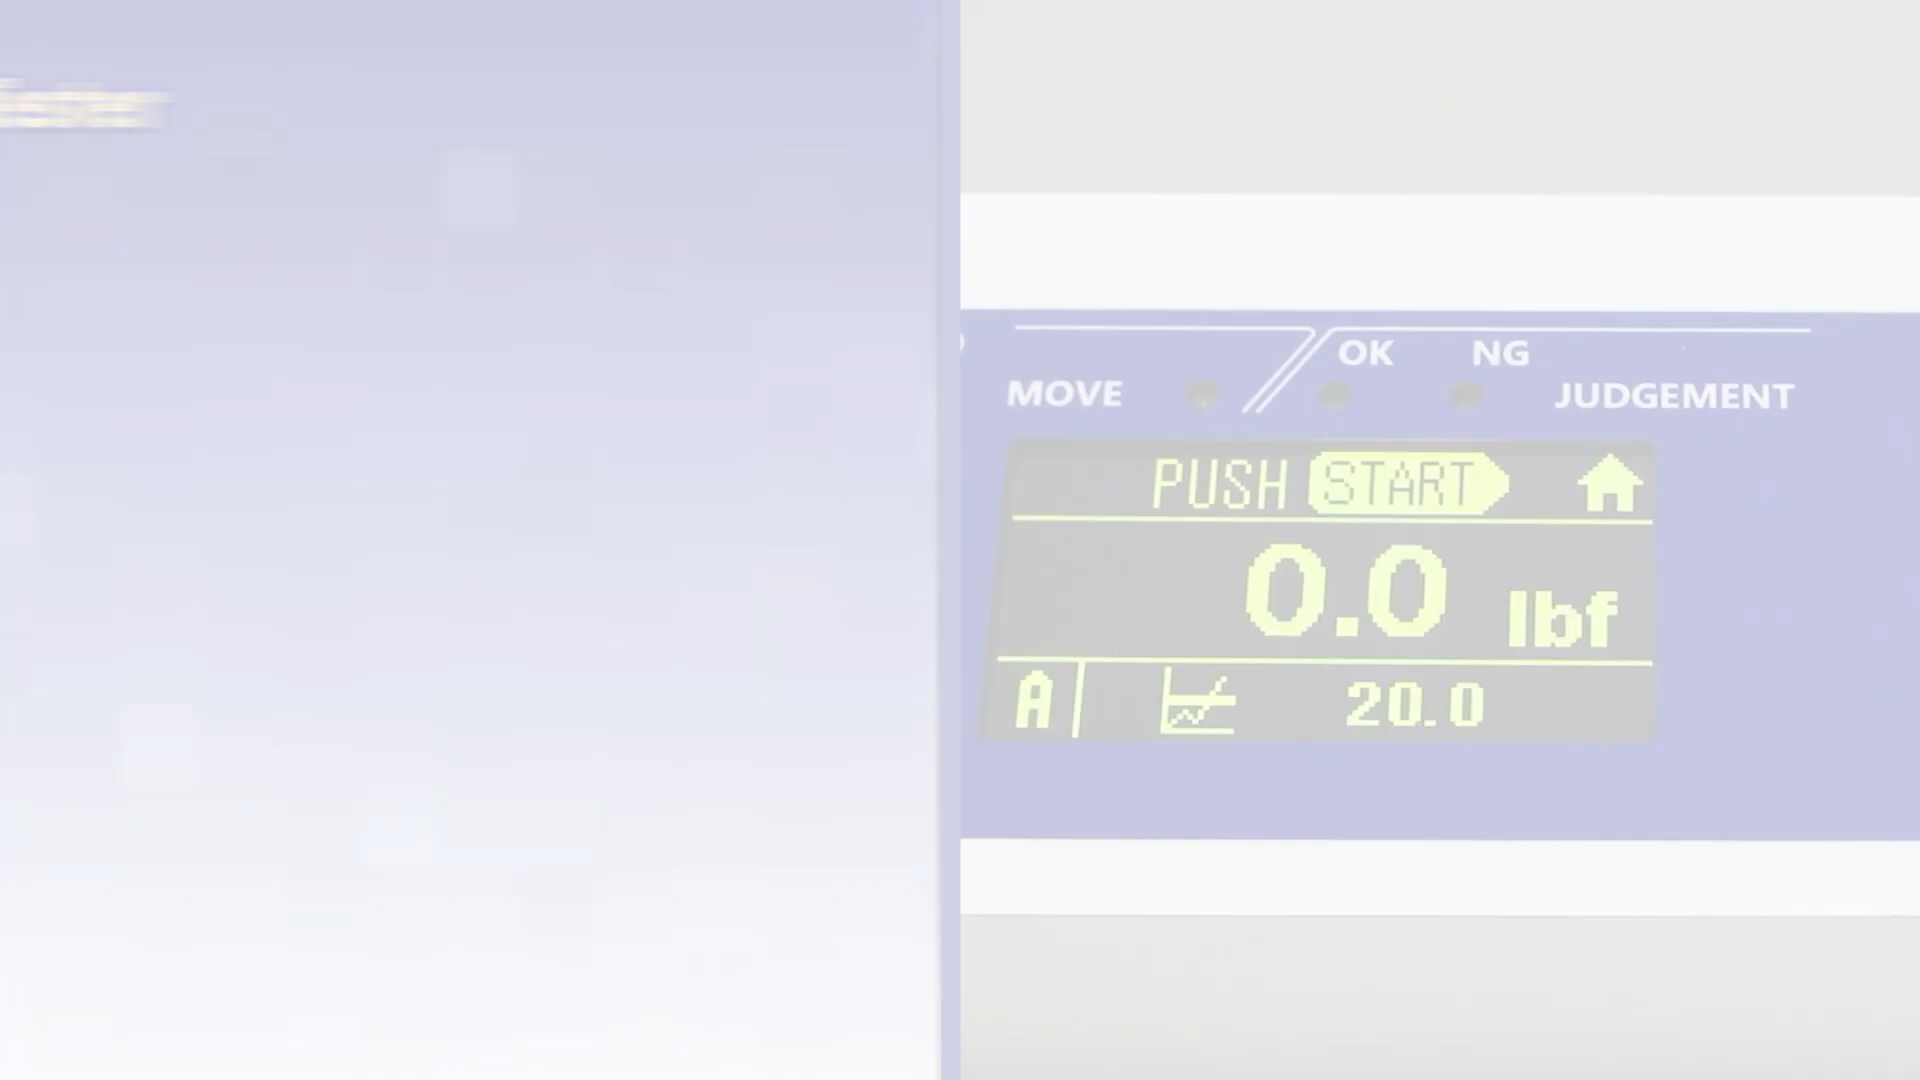 OK NG
MOVE JUDGEMENT
PUSH START
0.0 lbf
A 20.0